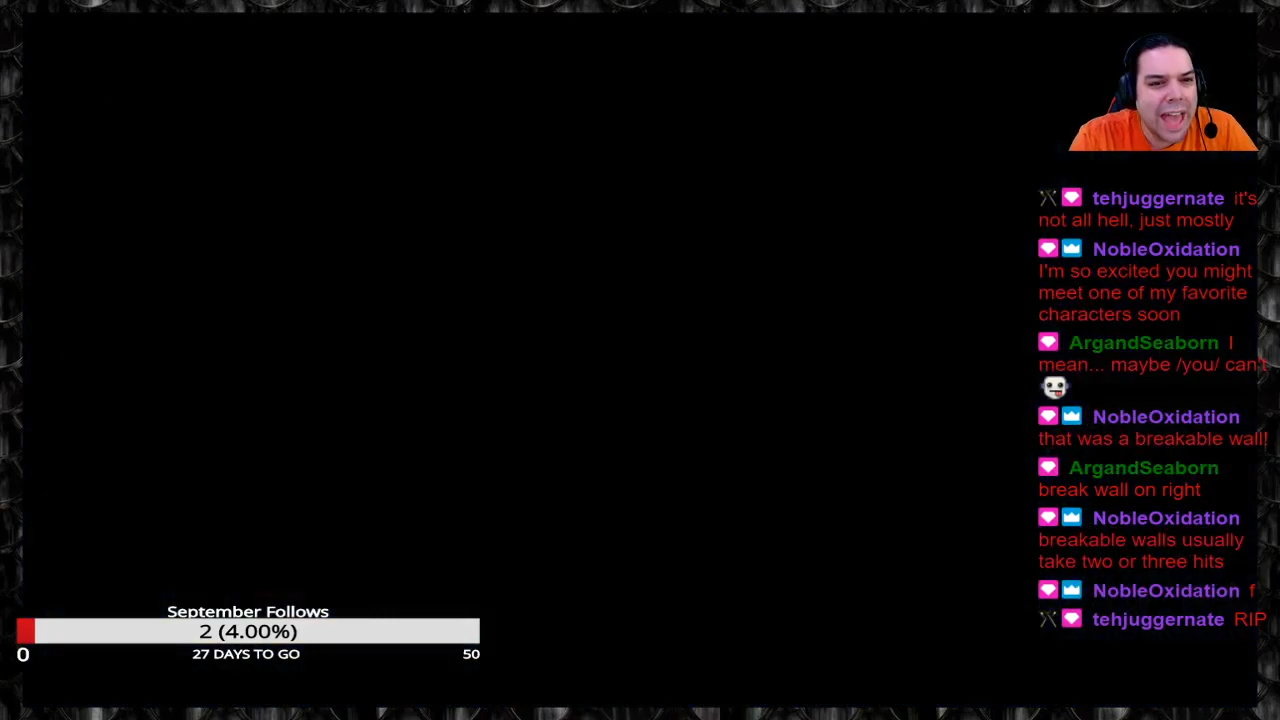 tehjuggernate it's
not all hell, just mostly
NobleOxidation
I'm so excited you might
meet one of my favorite
characters soon
ArgandSeaborn I
mean... maybe /you/ can't
NobleOxidation
that was a breakable wall!
ArgandSeaborn
break wall on right
NobleOxidation
breakable walls usually
take two or three hits
NobleOxidation f
tehjuggernate RIP
September Follows
2 (4.00%)
0 27 DAYS TO GO 50